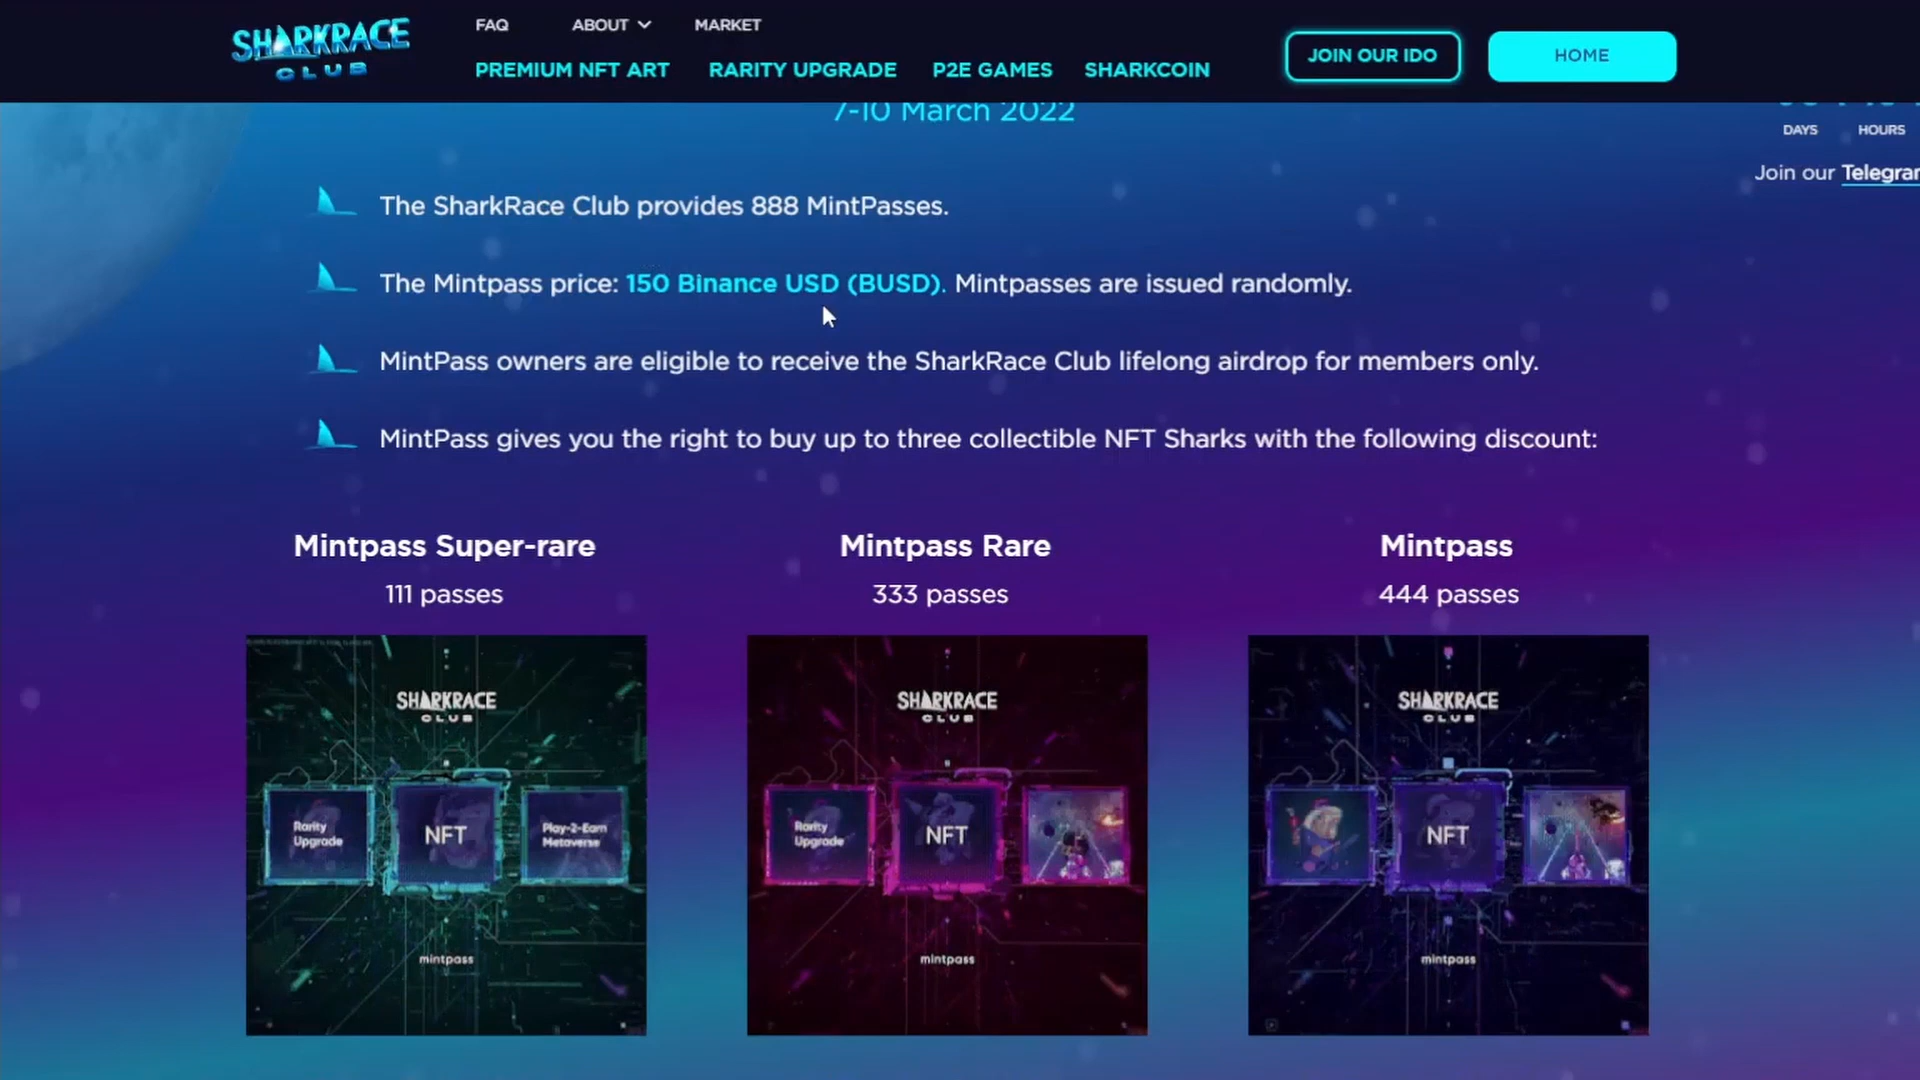 SHARKRACE
CLUB
FAQ
ABOUT
MARKET
PREMIUM NFT ART
RARITY UPGRADE
P2E GAMES
SHARKCOIN
JOIN OUR IDO
HOME
7-10 March 2022
DAYS
HOURS
Join our Telegram
The SharkRace Club provides 888 MintPasses.
The Mintpass price: 150 Binance USD (BUSD). Mintpasses are issued randomly.
MintPass owners are eligible to receive the SharkRace Club lifelong airdrop for members only.
MintPass gives you the right to buy up to three collectible NFT Sharks with the following discount:
Mintpass Super-rare
111 passes
Mintpass Rare
333 passes
Mintpass
444 passes
SHARKRACE
CLUB
Rarity
Upgrade
NFT
Play-2-Earn
Metaverse
mintpass
SHARKRACE
CLUB
Rarity
Upgrade
NFT
mintpass
SHARKRACE
CLUB
NFT
mintpass